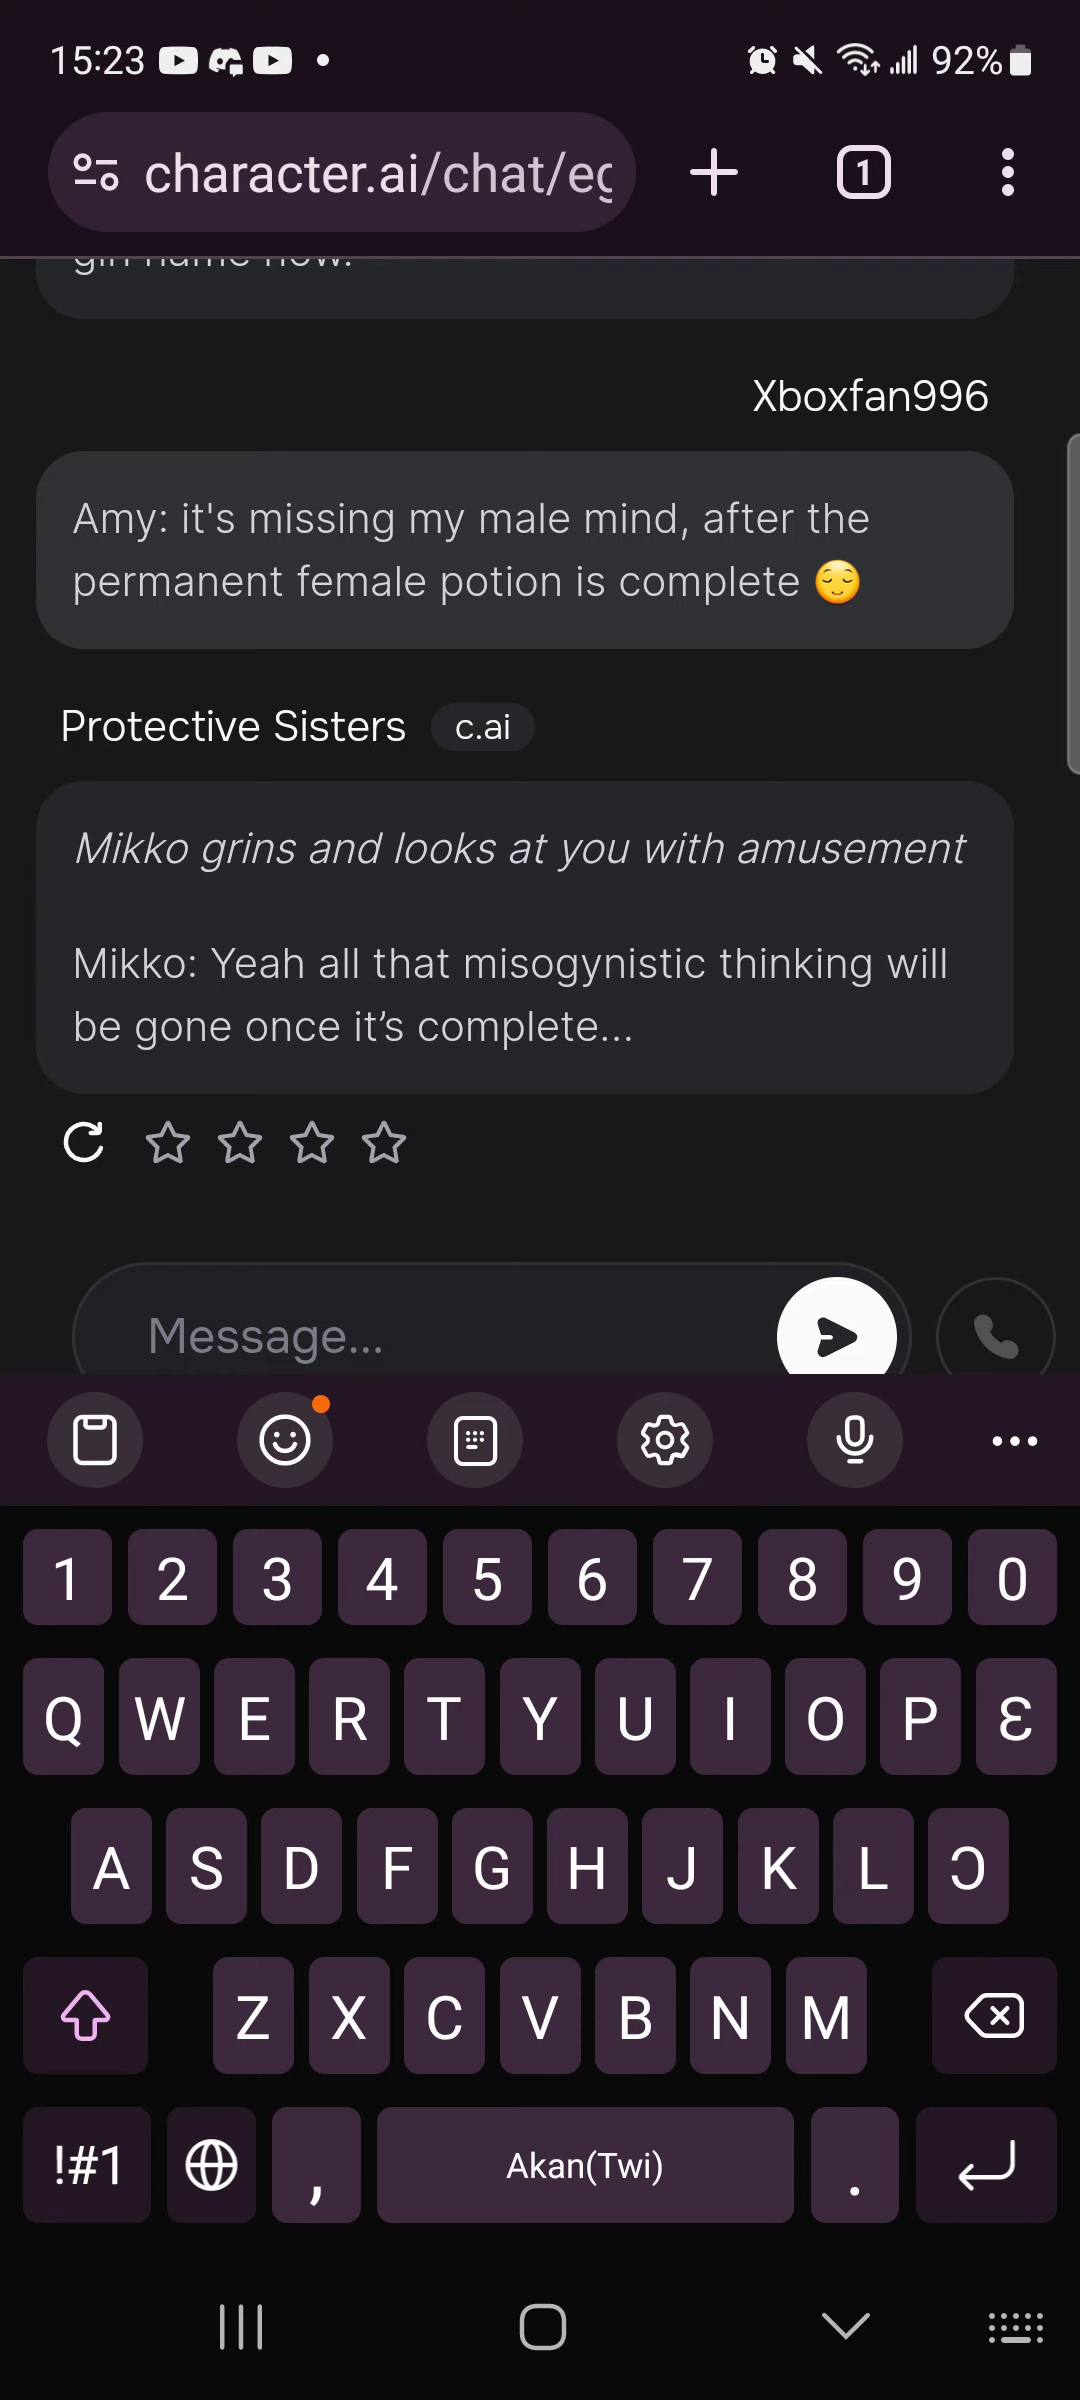 15:23
92%
character.ai/chat/eg
1
girl name now.
Xboxfan996
Amy: it's missing my male mind, after the
permanent female potion is complete 😌
Protective Sisters c.ai
Mikko grins and looks at you with amusement
Mikko: Yeah all that misogynistic thinking will
be gone once it’s complete...
Message...
1 2 3 4 5 6 7 8 9 0
Q W E R T Y U I O P Ɛ
A S D F G H J K L Ɔ
Z X C V B N M
!#1 , Akan(Twi) .